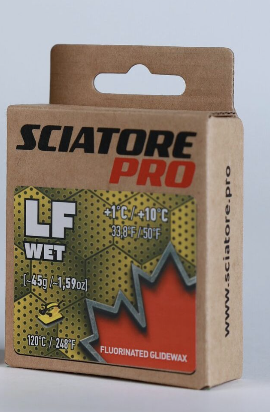 SCIATORE
PRO
LF
WET
+1°C / +10°C
33,8°F / 50°F
[~45g /~1,59oz]
120°C / 248°F
FLUORINATED GLIDEWAX
www.sciatore.pro